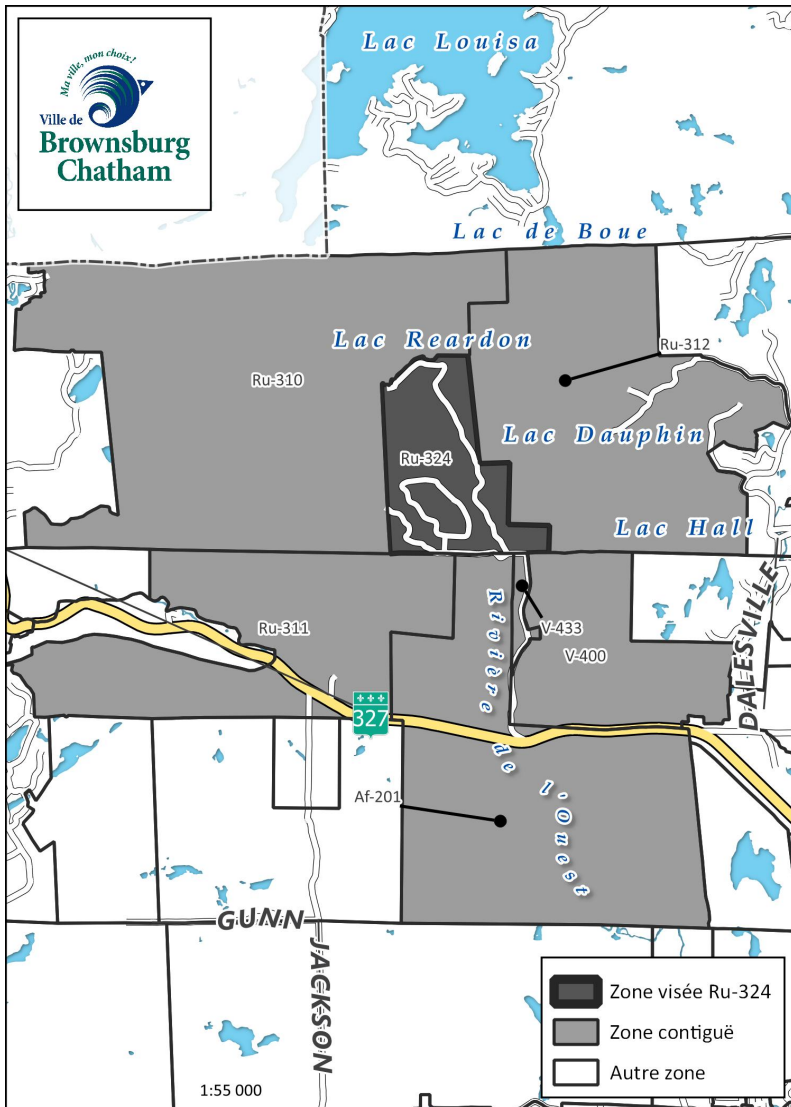 Lac Louisa
Ma ville, mon choix!
Ville de
Brownsburg
Chatham
Lac de Boue
Lac Reardon
Ru-312
Ru-310
Lac Dauphin
Ru-324
Lac Hall
Ru-311
V-433
V-400
DALESVILLE
327
Rivière de l'Ouest
Af-201
GUNN
JACKSON
Zone visée Ru-324
Zone contiguë
Autre zone
1:55 000